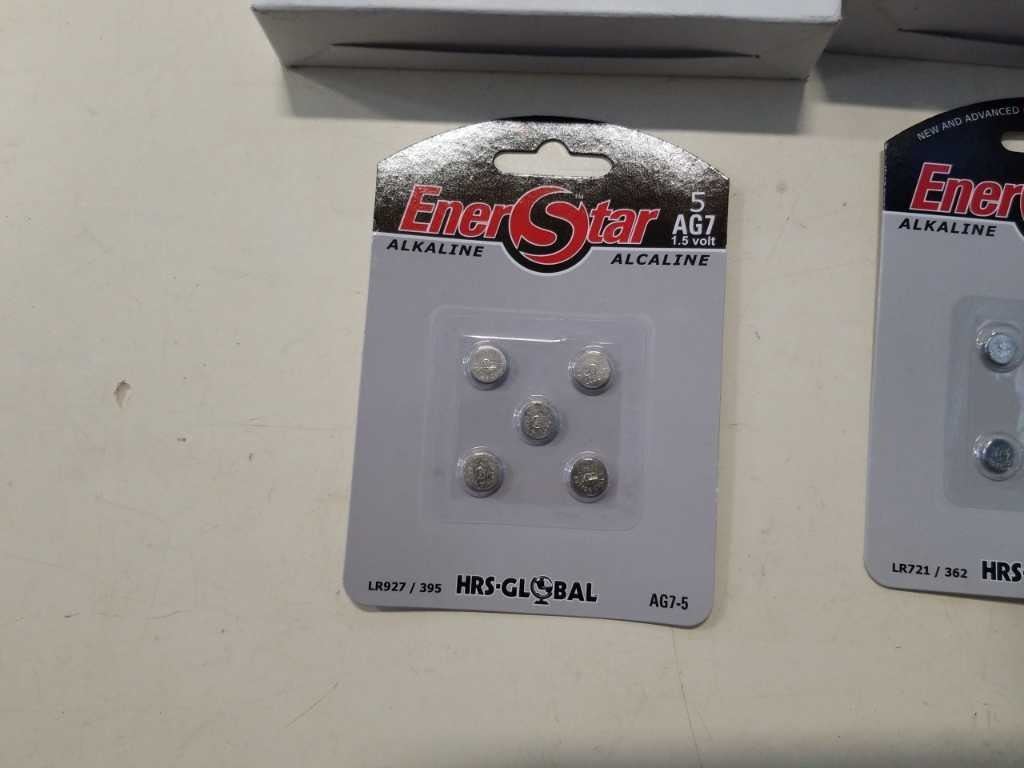 EnerStar
™
5
AG7
1.5 volt
ALKALINE
ALCALINE
LR927 / 395
HRS-GLOBAL
AG7-5
NEW AND ADVANCED
Ener
ALKALINE
LR721 / 362
HRS-